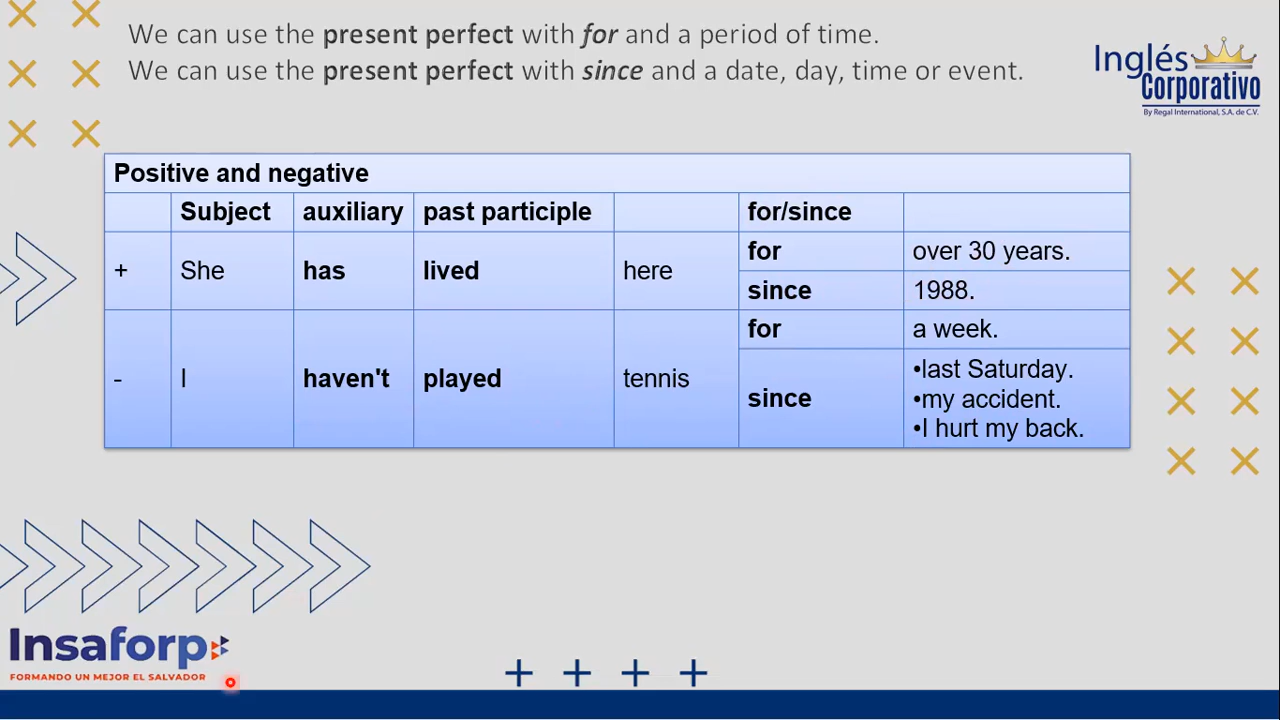 We can use the present perfect with for and a period of time.
We can use the present perfect with since and a date, day, time or event.
Inglés
Corporativo
By Regal International, S.A. de C.V.
Positive and negative
Subject auxiliary past participle for/since
+ She has lived here for over 30 years.
since 1988.
- I haven't played tennis for a week.
since •last Saturday.
•my accident.
•I hurt my back.
Insaforp
FORMANDO UN MEJOR EL SALVADOR